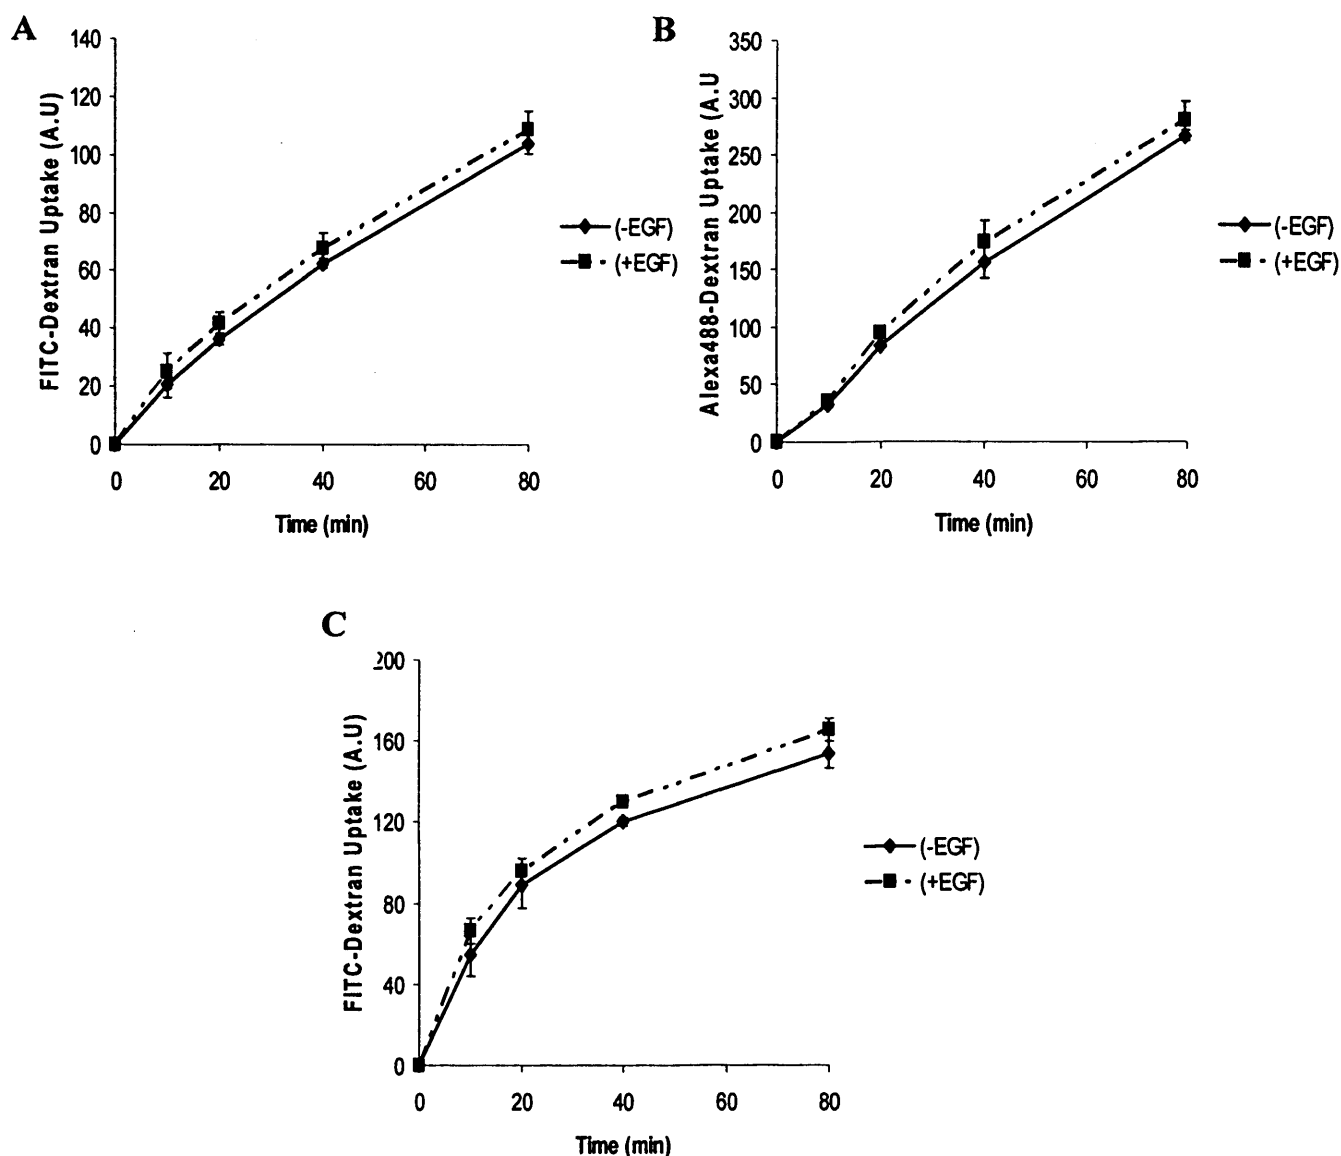 A
140
120
100
80
60
40
20
0
0 20 40 60 80
FITC-Dextran Uptake (A.U)
Time (min)
(-EGF)
(+EGF)
B
350
300
250
200
150
100
50
0
0 20 40 60 80
Alexa488-Dextran Uptake (A.U
Time (min)
(-EGF)
(+EGF)
C
200
160
120
80
40
0
0 20 40 60 80
FITC-Dextran Uptake (A.U)
Time (min)
(-EGF)
(+EGF)